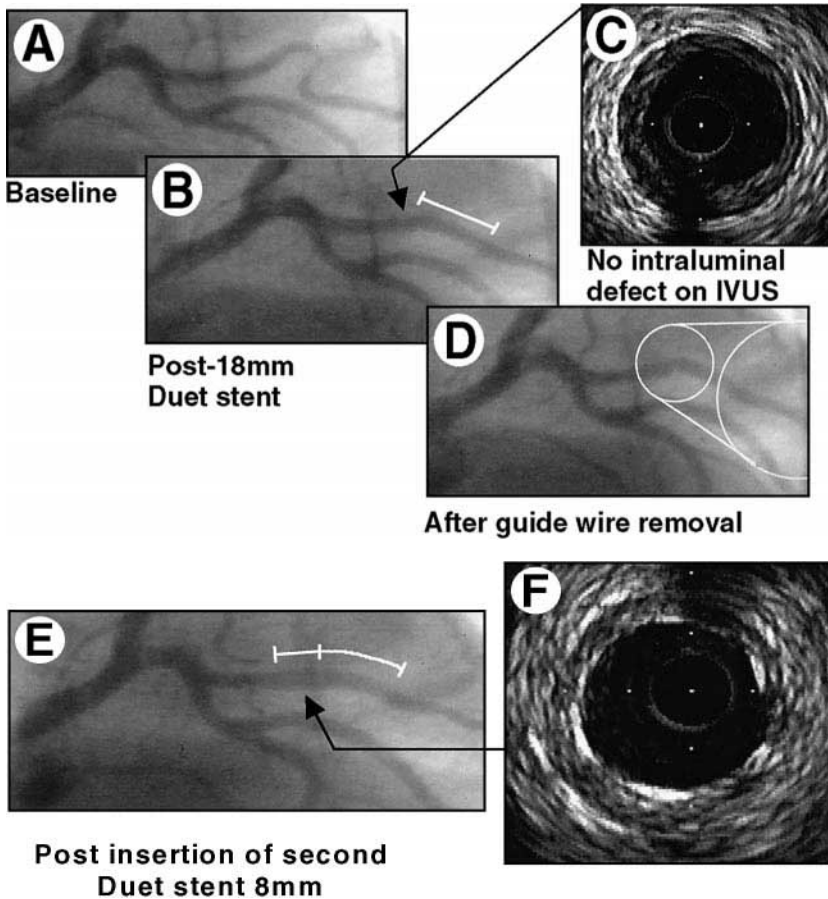 A
Baseline
B
Post-18mm
Duet stent
C
No intraluminal
defect on IVUS
D
After guide wire removal
E
Post insertion of second
Duet stent 8mm
F